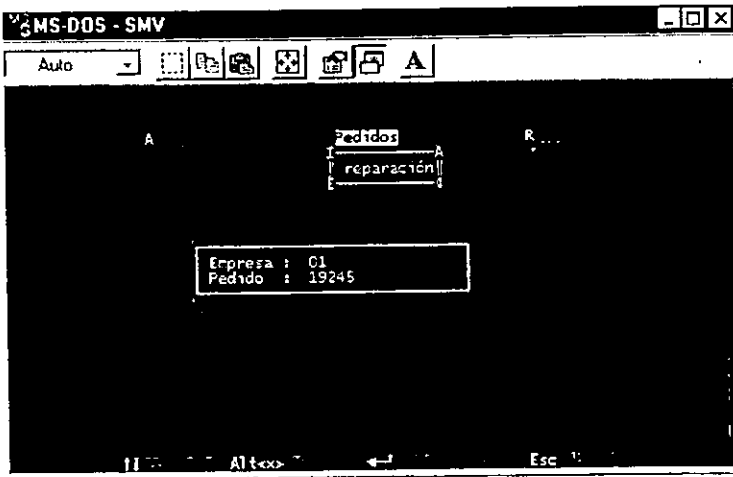 MS-DOS - SMV
Auto
A
A Pedidos R
reparación
Empresa : 01
Pedido : 19245
Alt<x> Esc